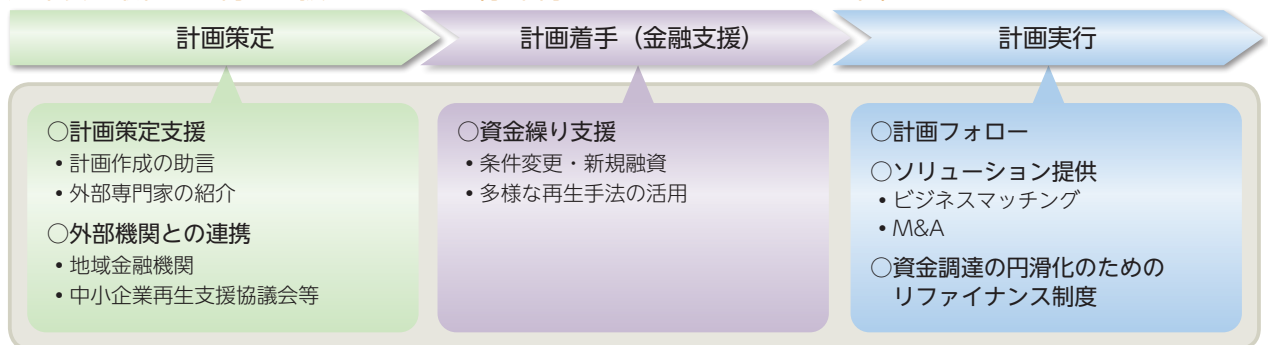 計画策定
計画着手（金融支援）
計画実行
○計画策定支援
•計画作成の助言
•外部専門家の紹介
○外部機関との連携
•地域金融機関
•中小企業再生支援協議会等
○資金繰り支援
•条件変更・新規融資
•多様な再生手法の活用
○計画フォロー
○ソリューション提供
•ビジネスマッチング
•M&A
○資金調達の円滑化のための
リファイナンス制度